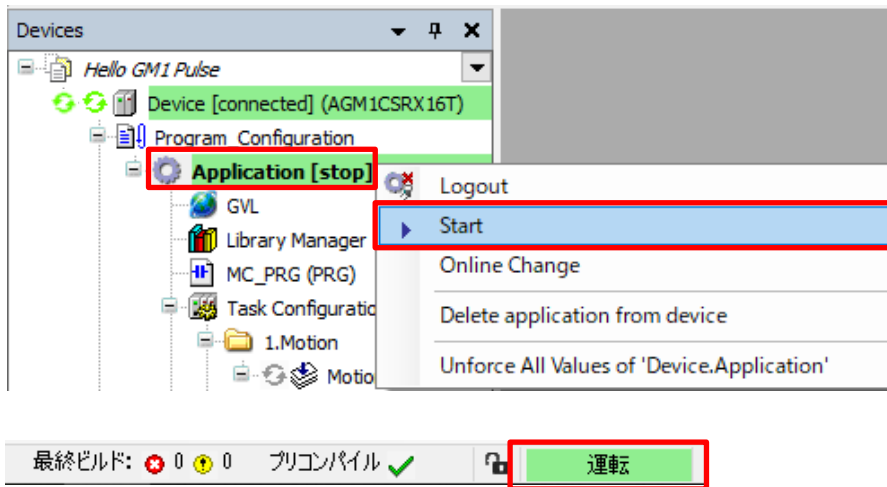 Devices
Hello GM1 Pulse
Device [connected] (AGM1CSRX16T)
Program_Configuration
Application [stop]
GVL
Library Manager
MC_PRG (PRG)
Task Configuratio
1.Motion
Motio
Logout
Start
Online Change
Delete application from device
Unforce All Values of 'Device.Application'
最終ビルド: 0 0 プリコンパイル 運転